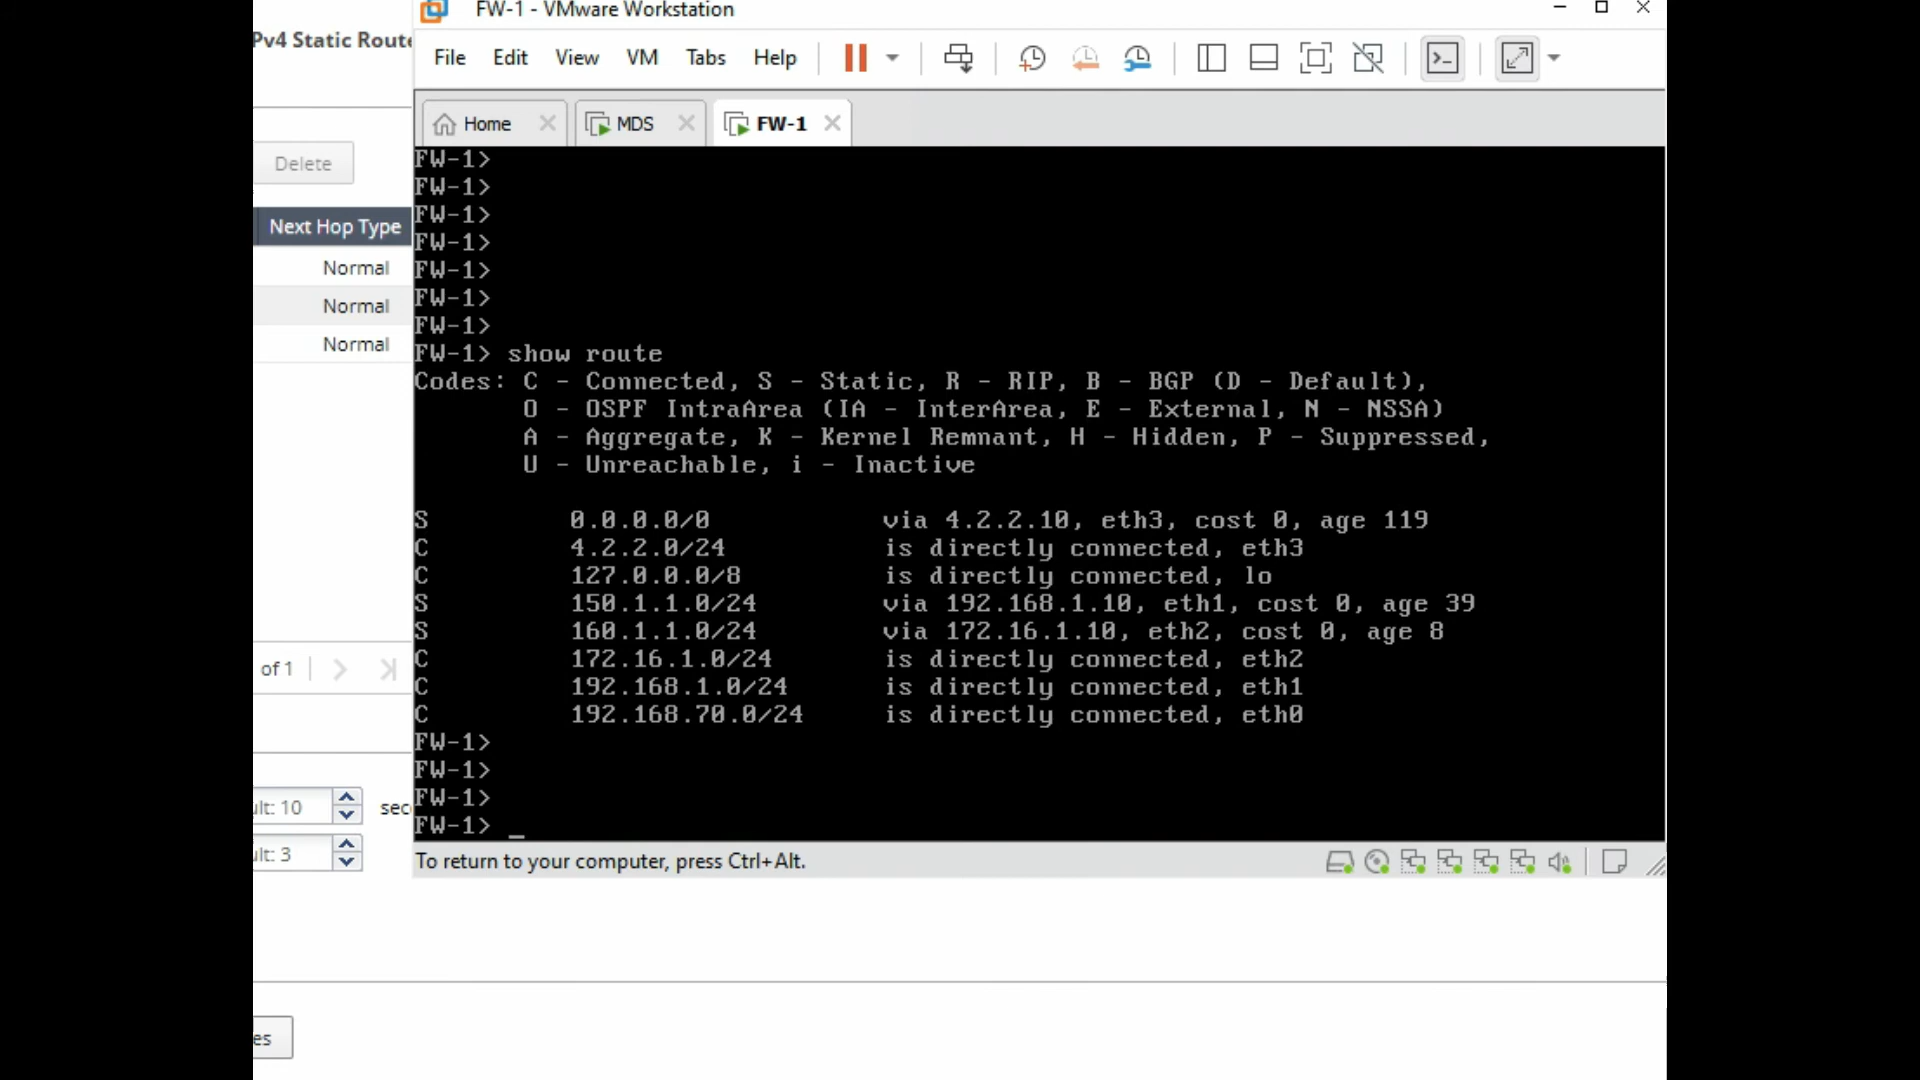 FW-1 - VMware Workstation
Pv4 Static Route
File Edit View VM Tabs Help
Home MDS FW-1
Delete
Next Hop Type
Normal
Normal
Normal
of 1
ult: 10 sec
ult: 3
es
FW-1>
FW-1>
FW-1>
FW-1>
FW-1>
FW-1>
FW-1>
FW-1> show route
Codes: C - Connected, S - Static, R - RIP, B - BGP (D - Default),
O - OSPF IntraArea (IA - InterArea, E - External, N - NSSA)
A - Aggregate, K - Kernel Remnant, H - Hidden, P - Suppressed,
U - Unreachable, i - Inactive
S 0.0.0.0/0 via 4.2.2.10, eth3, cost 0, age 119
C 4.2.2.0/24 is directly connected, eth3
C 127.0.0.0/8 is directly connected, lo
S 150.1.1.0/24 via 192.168.1.10, eth1, cost 0, age 39
S 160.1.1.0/24 via 172.16.1.10, eth2, cost 0, age 8
C 172.16.1.0/24 is directly connected, eth2
C 192.168.1.0/24 is directly connected, eth1
C 192.168.70.0/24 is directly connected, eth0
FW-1>
FW-1>
FW-1>
FW-1> _
To return to your computer, press Ctrl+Alt.